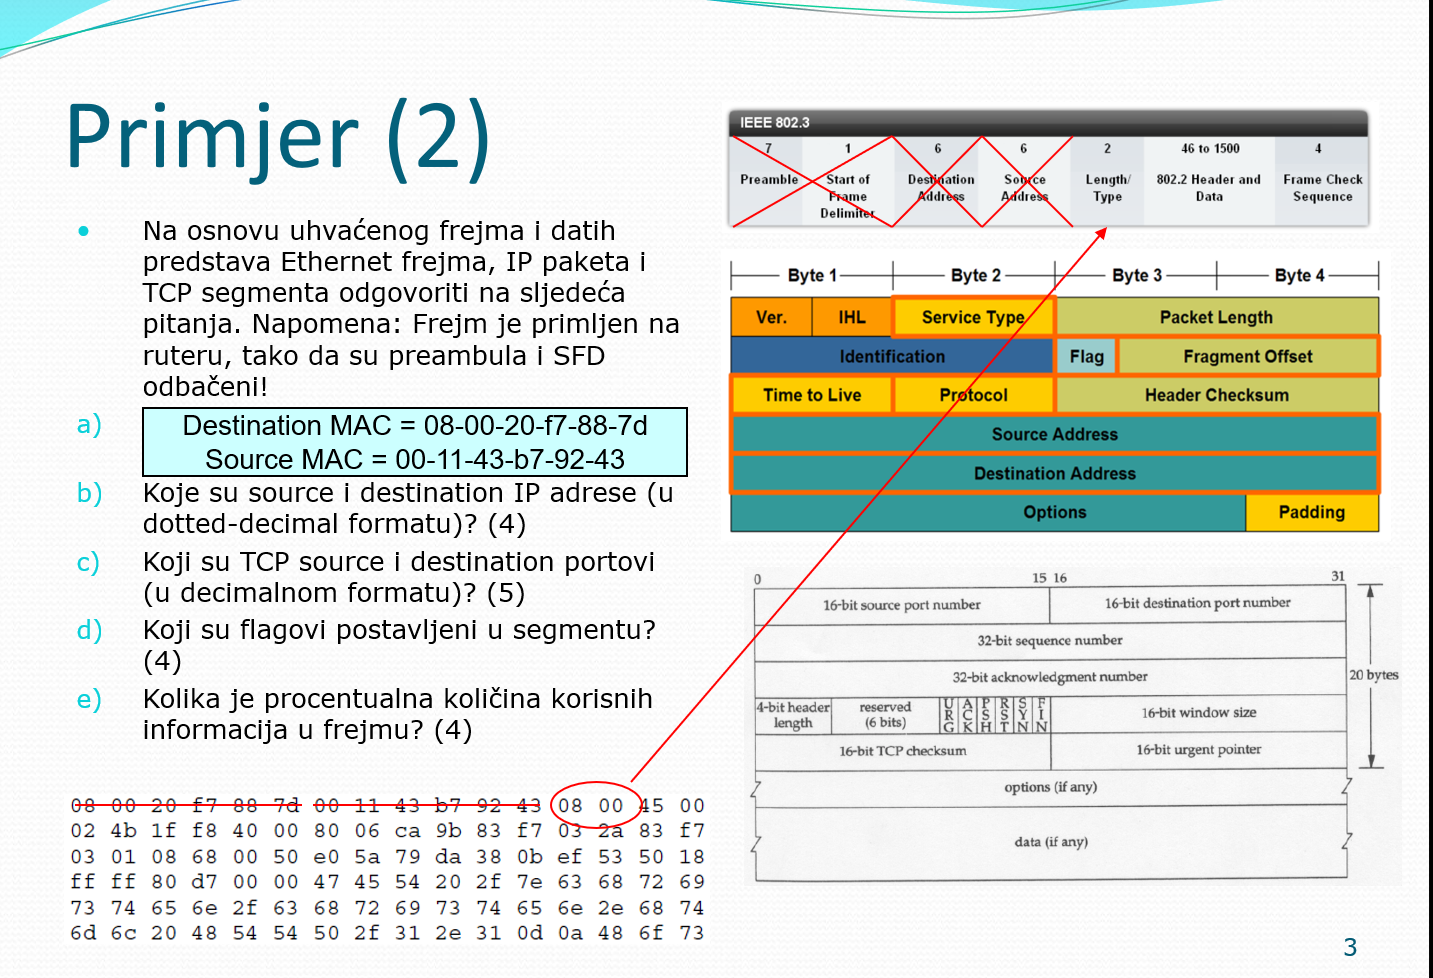 Primjer (2)
• Na osnovu uhvaćenog frejma i datih
predstava Ethernet frejma, IP paketa i
TCP segmenta odgovoriti na sljedeća
pitanja. Napomena: Frejm je primljen na
ruteru, tako da su preambula i SFD
odbačeni!
a) Destination MAC = 08-00-20-f7-88-7d
Source MAC = 00-11-43-b7-92-43
b) Koje su source i destination IP adrese (u
dotted-decimal formatu)? (4)
c) Koji su TCP source i destination portovi
(u decimalnom formatu)? (5)
d) Koji su flagovi postavljeni u segmentu?
(4)
e) Kolika je procentualna količina korisnih
informacija u frejmu? (4)
08 00 20 f7 88 7d 00 11 43 b7 92 43 08 00 45 00
02 4b 1f f8 40 00 80 06 ca 9b 83 f7 03 2a 83 f7
03 01 08 68 00 50 e0 5a 79 da 38 0b ef 53 50 18
ff ff 80 d7 00 00 47 45 54 20 2f 7e 63 68 72 69
73 74 65 6e 2f 63 68 72 69 73 74 65 6e 2e 68 74
6d 6c 20 48 54 54 50 2f 31 2e 31 0d 0a 48 6f 73
IEEE 802.3
7 1 6 6 2 46 to 1500 4
Preamble Start of Destination Source Length/ 802.2 Header and Frame Check
Frame Address Address Type Data Sequence
Delimiter
Byte 1 Byte 2 Byte 3 Byte 4
Ver. IHL Service Type Packet Length
Identification Flag Fragment Offset
Time to Live Protocol Header Checksum
Source Address
Destination Address
Options Padding
0 15 16 31
16-bit source port number 16-bit destination port number
32-bit sequence number
32-bit acknowledgment number 20 bytes
4-bit header length reserved (6 bits) URG ACK PSH RST SYN FIN 16-bit window size
16-bit TCP checksum 16-bit urgent pointer
options (if any)
data (if any)
3